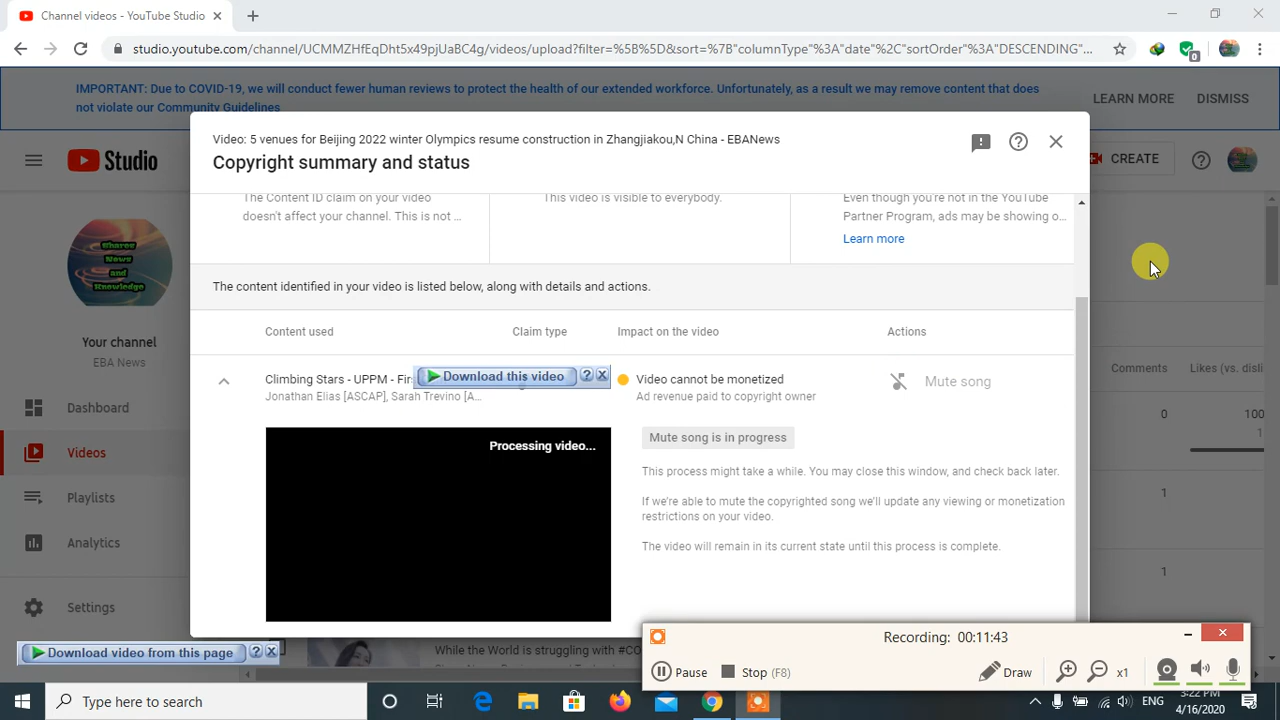 Channel videos - YouTube Studio
studio.youtube.com/channel/UCMMZHfEqDht5x49pjUaBC4g/videos/upload?filter=%5B%5D&sort=%7B"columnType"%3A"date"%2C"sortOrder"%3A"DESCENDING"...
0
IMPORTANT: Due to COVID-19, we will conduct fewer human reviews to protect the health of our extended workforce. Unfortunately, as a result we may remove content that does
not violate our Community Guidelines
LEARN MORE
DISMISS
Studio
CREATE
Shares
News
and
Knowledge
Your channel
EBA News
Dashboard
Videos
Playlists
Analytics
Settings
Video: 5 venues for Beijing 2022 winter Olympics resume construction in Zhangjiakou,N China - EBANews
Copyright summary and status
The Content ID claim on your video
doesn't affect your channel. This is not ...
This video is visible to everybody.
Even though you're not in the YouTube
Partner Program, ads may be showing o...
Learn more
The content identified in your video is listed below, along with details and actions.
Content used
Claim type
Impact on the video
Actions
Climbing Stars - UPPM - Fir
Jonathan Elias [ASCAP], Sarah Trevino [A...
Download this video
?
Video cannot be monetized
Ad revenue paid to copyright owner
Mute song
Processing video...
Mute song is in progress
This process might take a while. You may close this window, and check back later.
If we're able to mute the copyrighted song we'll update any viewing or monetization
restrictions on your video.
The video will remain in its current state until this process is complete.
Comments
Likes (vs. disli
0
100
1
1
1
Download video from this page
?
While the World is struggling with #CO
Recording: 00:11:43
Pause
Stop (F8)
Draw
x1
Type here to search
ENG
3:22 PM
4/16/2020